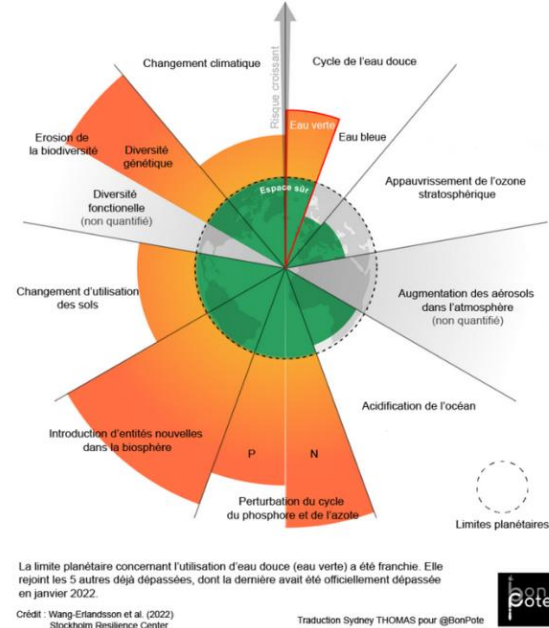 Changement climatique
Risque croissant
Cycle de l'eau douce
Eau verte
Eau bleue
Erosion de
la biodiversité
Diversité
génétique
Espace sûr
Appauvrissement de l'ozone
stratosphérique
Diversité
fonctionelle
(non quantifié)
Changement d'utilisation
des sols
Augmentation des aérosols
dans l'atmosphère
(non quantifié)
Acidification de l'océan
Introduction d'entités nouvelles
dans la biosphère
P
N
Perturbation du cycle
du phosphore et de l'azote
Limites planétaires
La limite planétaire concernant l'utilisation d'eau douce (eau verte) a été franchie. Elle
rejoint les 5 autres déjà dépassées, dont la dernière avait été officiellement dépassée
en janvier 2022.
Crédit : Wang-Erlandsson et al. (2022)
Stockholm Resilience Center
Traduction Sydney THOMAS pour @BonPote
bon
Pote